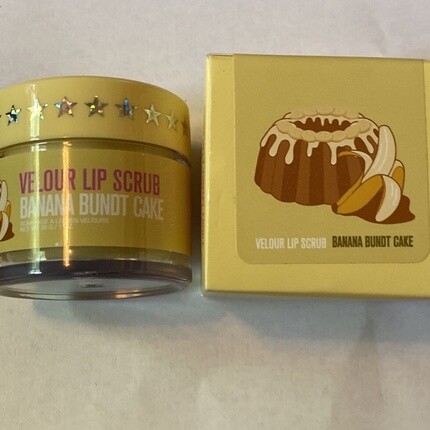 VELOUR LIP SCRUB
BANANA BUNDT CAKE
VELOUR LIP SCRUB BANANA BUNDT CAKE